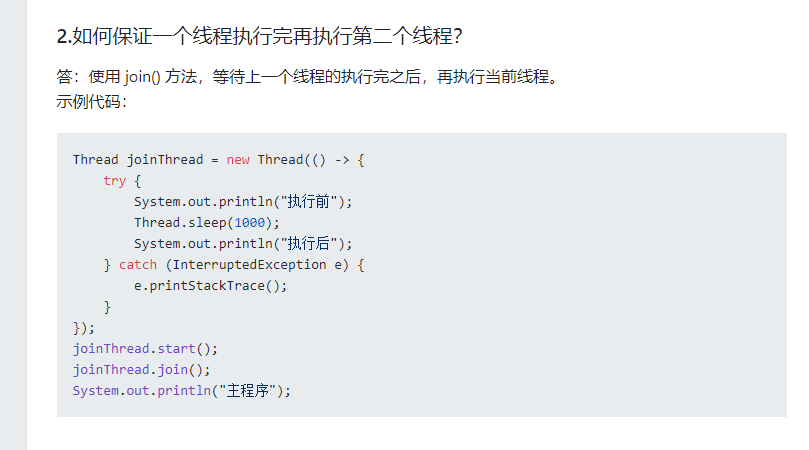 2.如何保证一个线程执行完再执行第二个线程？
答：使用 join() 方法，等待上一个线程的执行完之后，再执行当前线程。
示例代码：
Thread joinThread = new Thread(() -> {
    try {
        System.out.println("执行前");
        Thread.sleep(1000);
        System.out.println("执行后");
    } catch (InterruptedException e) {
        e.printStackTrace();
    }
});
joinThread.start();
joinThread.join();
System.out.println("主程序");